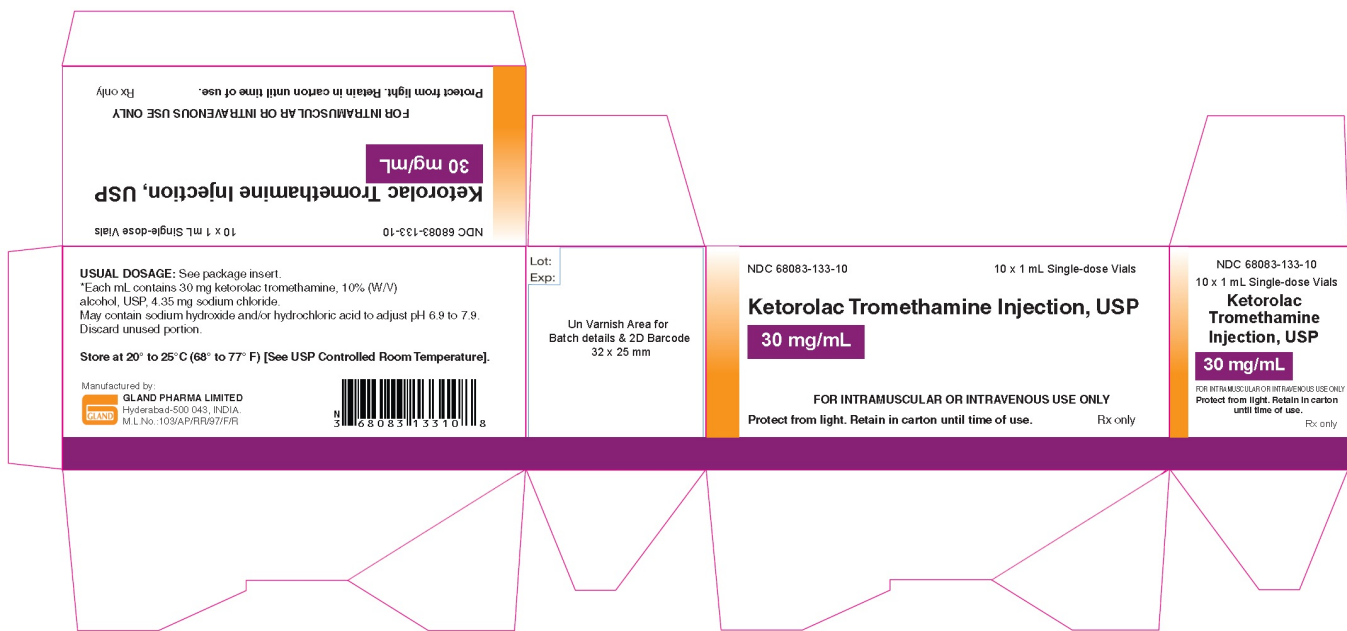 Rx only
Protect from light. Retain in carton until time of use.
FOR INTRAMUSCULAR OR INTRAVENOUS USE ONLY
30 mg/mL
Ketorolac Tromethamine Injection, USP
NDC 68083-133-10
10 x 1 mL Single-dose Vials
USUAL DOSAGE: See package insert.
*Each mL contains 30 mg ketorolac tromethamine, 10% (W/V)
alcohol, USP, 4.35 mg sodium chloride.
May contain sodium hydroxide and/or hydrochloric acid to adjust pH 6.9 to 7.9.
Discard unused portion.
Store at 20° to 25°C (68° to 77° F) [See USP Controlled Room Temperature].
Manufactured by:
GLAND
GLAND PHARMA LIMITED
Hyderabad-500 043, INDIA.
M.L.No.:103/AP/RR/97/F/R
N
3 68083 13310 8
Lot:
Exp:
Un Varnish Area for
Batch details & 2D Barcode
32 x 25 mm
NDC 68083-133-10
10 x 1 mL Single-dose Vials
Ketorolac Tromethamine Injection, USP
30 mg/mL
FOR INTRAMUSCULAR OR INTRAVENOUS USE ONLY
Protect from light. Retain in carton until time of use.
Rx only
NDC 68083-133-10
10 x 1 mL Single-dose Vials
Ketorolac
Tromethamine
Injection, USP
30 mg/mL
FOR INTRAMUSCULAR OR INTRAVENOUS USE ONLY
Protect from light. Retain in carton
until time of use.
Rx only